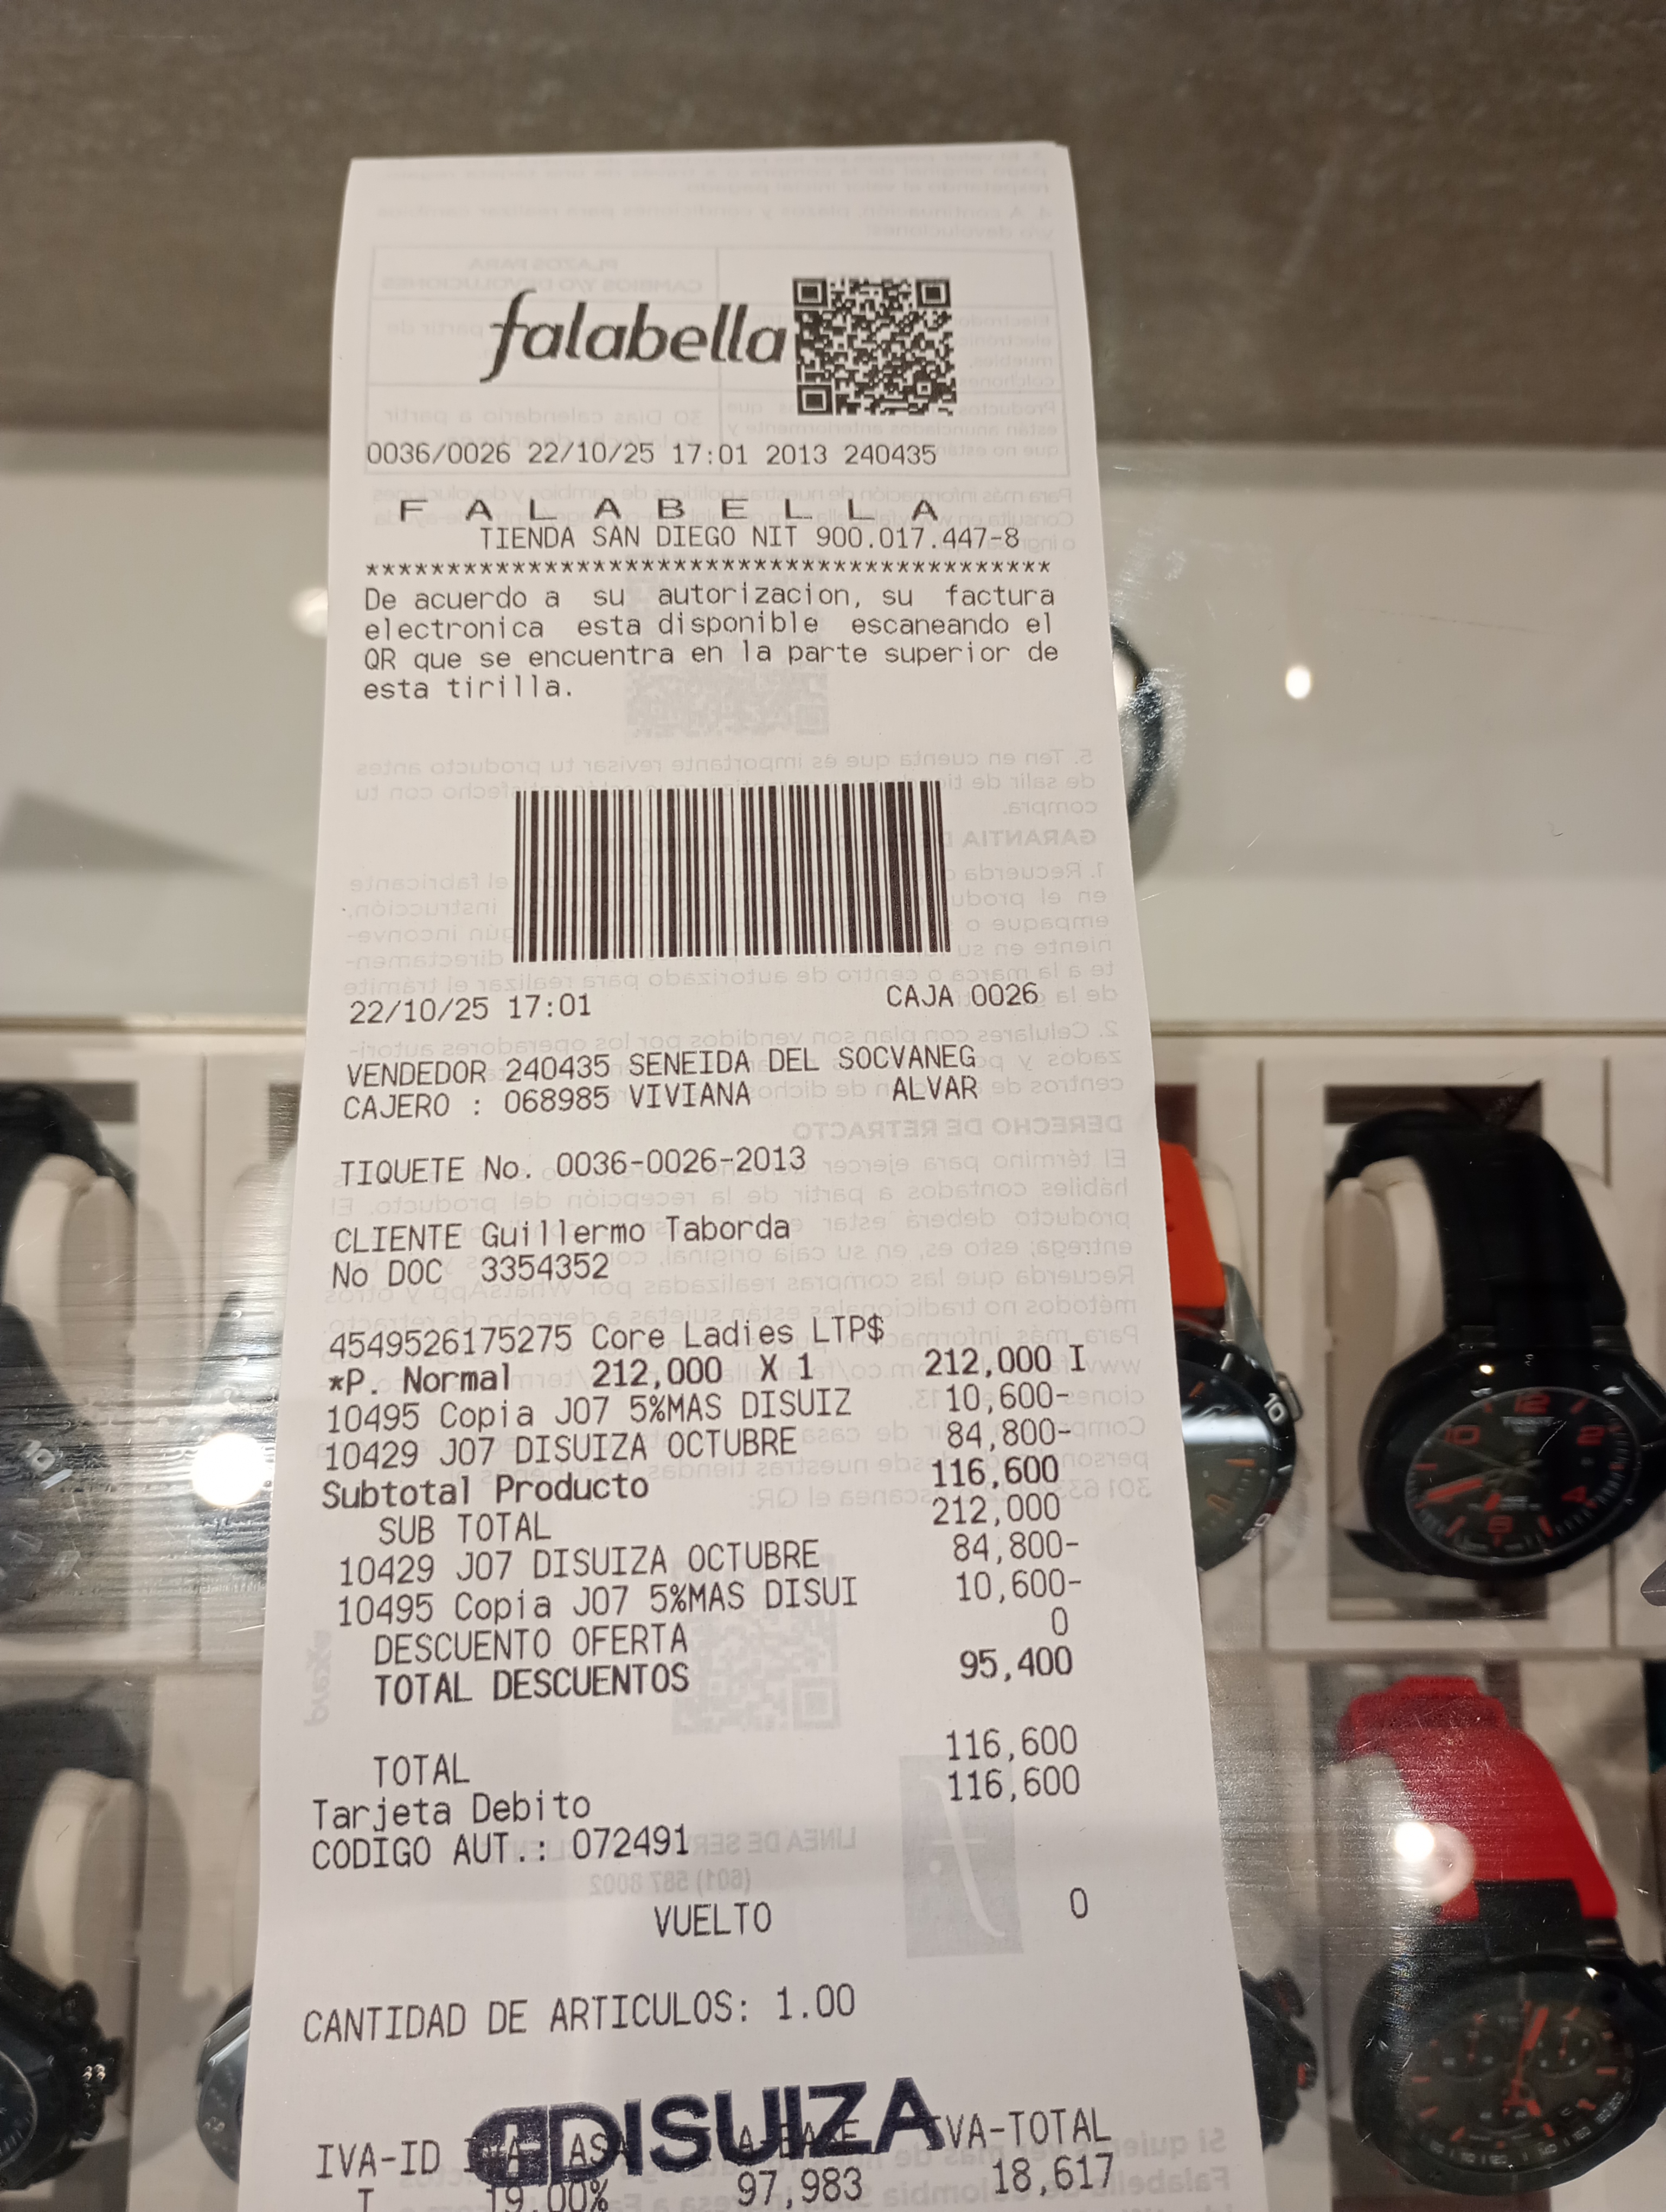 falabella
0036/0026 22/10/25 17:01 2013 240435
F A L A B E L L A
TIENDA SAN DIEGO NIT 900.017.447-8
*******************************************
De acuerdo a su autorizacion, su factura
electronica esta disponible escaneando el
QR que se encuentra en la parte superior de
esta tirilla.
22/10/25 17:01 CAJA 0026
VENDEDOR 240435 SENEIDA DEL SOCVANEG
CAJERO : 068985 VIVIANA ALVAR
TIQUETE No. 0036-0026-2013
CLIENTE Guillermo Taborda
No DOC 3354352
4549526175275 Core Ladies LTP$
*P. Normal 212,000 X 1 212,000 I
10495 Copia J07 5%MAS DISUIZ 10,600-
10429 J07 DISUIZA OCTUBRE 84,800-
Subtotal Producto 116,600
SUB TOTAL 212,000
10429 J07 DISUIZA OCTUBRE 84,800-
10495 Copia J07 5%MAS DISUI 10,600-
DESCUENTO OFERTA 0
TOTAL DESCUENTOS 95,400
TOTAL 116,600
Tarjeta Debito 116,600
CODIGO AUT.: 072491
VUELTO 0
CANTIDAD DE ARTICULOS: 1.00
DISUIZA
IVA-ID IVA-TOTAL
I 19.00% 97,983 18,617